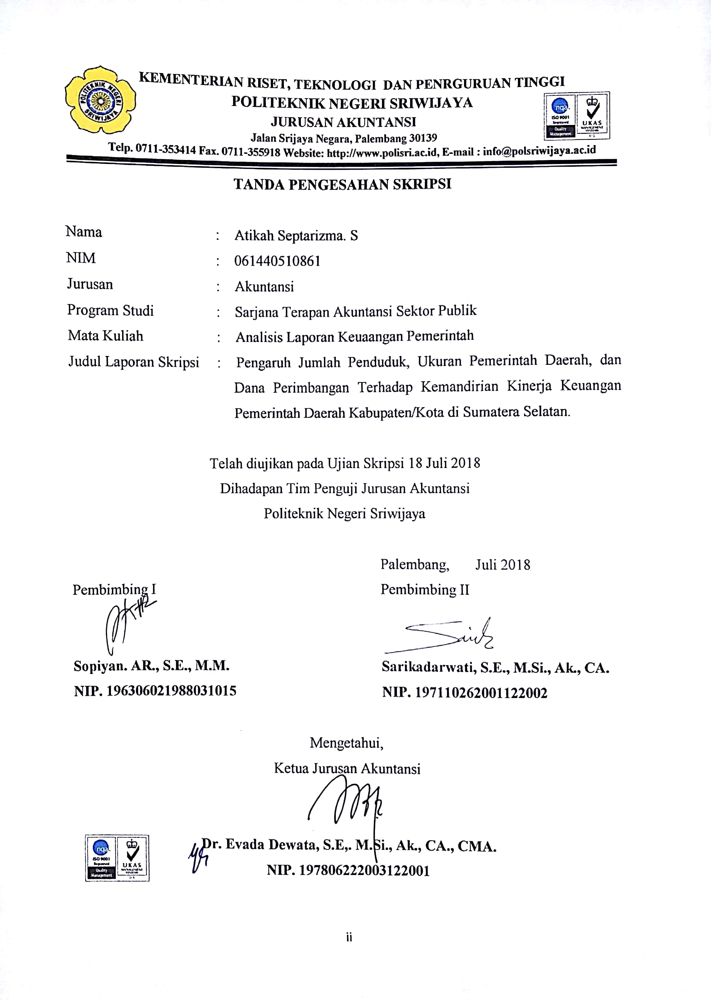 POLITEKNIK NEGERI
SRIWIJAYA
KEMENTERIAN RISET, TEKNOLOGI DAN PENRGURUAN TINGGI
POLITEKNIK NEGERI SRIWIJAYA
JURUSAN AKUNTANSI
Jalan Srijaya Negara, Palembang 30139
Telp. 0711-353414 Fax. 0711-355918 Website: http://www.polisri.ac.id, E-mail : info@polsriwijaya.ac.id
nqa.
ISO 9001
Registered
Quality
Management
UKAS
MANAGEMENT
SYSTEMS
TANDA PENGESAHAN SKRIPSI
Nama : Atikah Septarizma. S
NIM : 061440510861
Jurusan : Akuntansi
Program Studi : Sarjana Terapan Akuntansi Sektor Publik
Mata Kuliah : Analisis Laporan Keuaangan Pemerintah
Judul Laporan Skripsi : Pengaruh Jumlah Penduduk, Ukuran Pemerintah Daerah, dan
Dana Perimbangan Terhadap Kemandirian Kinerja Keuangan
Pemerintah Daerah Kabupaten/Kota di Sumatera Selatan.
Telah diujikan pada Ujian Skripsi 18 Juli 2018
Dihadapan Tim Penguji Jurusan Akuntansi
Politeknik Negeri Sriwijaya
Palembang, Juli 2018
Pembimbing I
Pembimbing II
Sopiyan. AR., S.E., M.M.
Sarikadarwati, S.E., M.Si., Ak., CA.
NIP. 196306021988031015
NIP. 197110262001122002
Mengetahui,
Ketua Jurusan Akuntansi
Dr. Evada Dewata, S.E,. M.Si., Ak., CA., CMA.
NIP. 197806222003122001
nqa.
ISO 9001
Registered
Quality
Management
UKAS
MANAGEMENT
SYSTEMS
ii